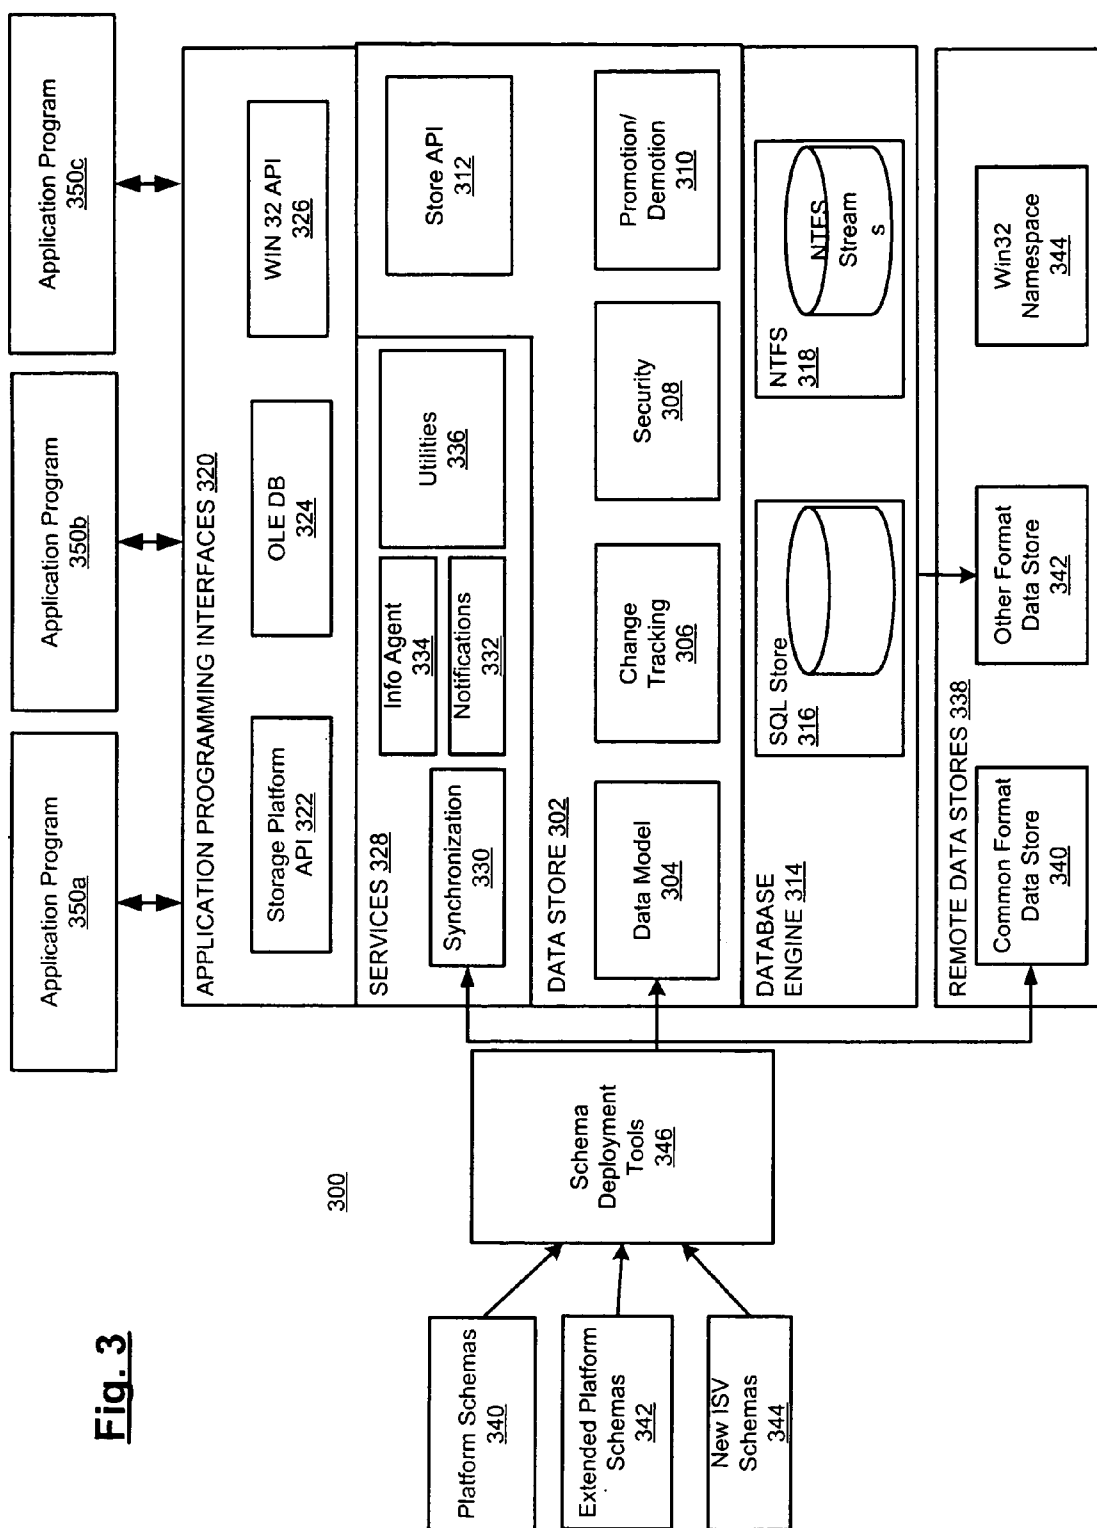 Application Program
350a
Application Program
350b
Application Program
350c
APPLICATION PROGRAMMING INTERFACES 320
Storage Platform
API 322
OLE DB
324
WIN 32 API
326
SERVICES 328
Synchronization
330
Info Agent
334
Notifications
332
Utilities
336
Store API
312
DATA STORE 302
Data Model
304
Change
Tracking
306
Security
308
Promotion/
Demotion
310
DATABASE
ENGINE 314
SQL Store
316
NTFS
318
NTFS
Stream
s
REMOTE DATA STORES 338
Common Format
Data Store
340
Other Format
Data Store
342
Win32
Namespace
344
300
Schema
Deployment
Tools
346
Platform Schemas
340
Extended Platform
Schemas
342
New ISV
Schemas
344
Fig. 3